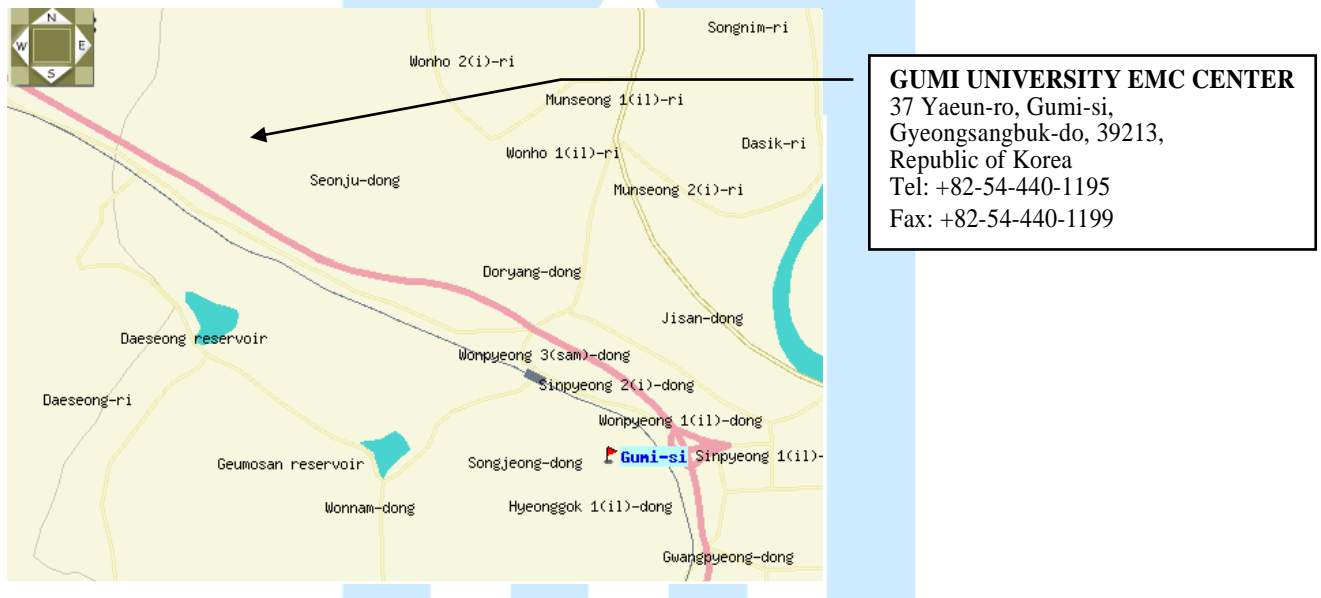 N
W
E
S
Songnim-ri
Wonho 2(i)-ri
Munseong 1(il)-ri
Dasik-ri
Wonho 1(il)-ri
Seonju-dong
Munseong 2(i)-ri
Doryang-dong
Jisan-dong
Daeseong reservoir
Wonpyeong 3(sam)-dong
Sinpyeong 2(i)-dong
Daeseong-ri
Wonpyeong 1(il)-dong
Geumosan reservoir
Songjeong-dong
Gumi-si
Sinpyeong 1(il)-
Wonnam-dong
Hyeonggok 1(il)-dong
Gwangpyeong-dong
GUMI UNIVERSITY EMC CENTER
37 Yaeun-ro, Gumi-si,
Gyeongsangbuk-do, 39213,
Republic of Korea
Tel: +82-54-440-1195
Fax: +82-54-440-1199